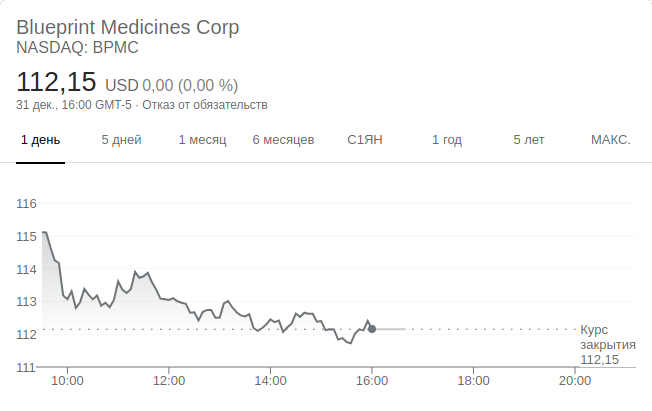 Blueprint Medicines Corp
NASDAQ: BPMC
112,15 USD 0,00 (0,00 %)
31 дек., 16:00 GMT-5 · Отказ от обязательств
1 день 5 дней 1 месяц 6 месяцев С1ЯН 1 год 5 лет МАКС.
116
115
114
113
112
111
Курс
закрытия
112,15
10:00 12:00 14:00 16:00 18:00 20:00